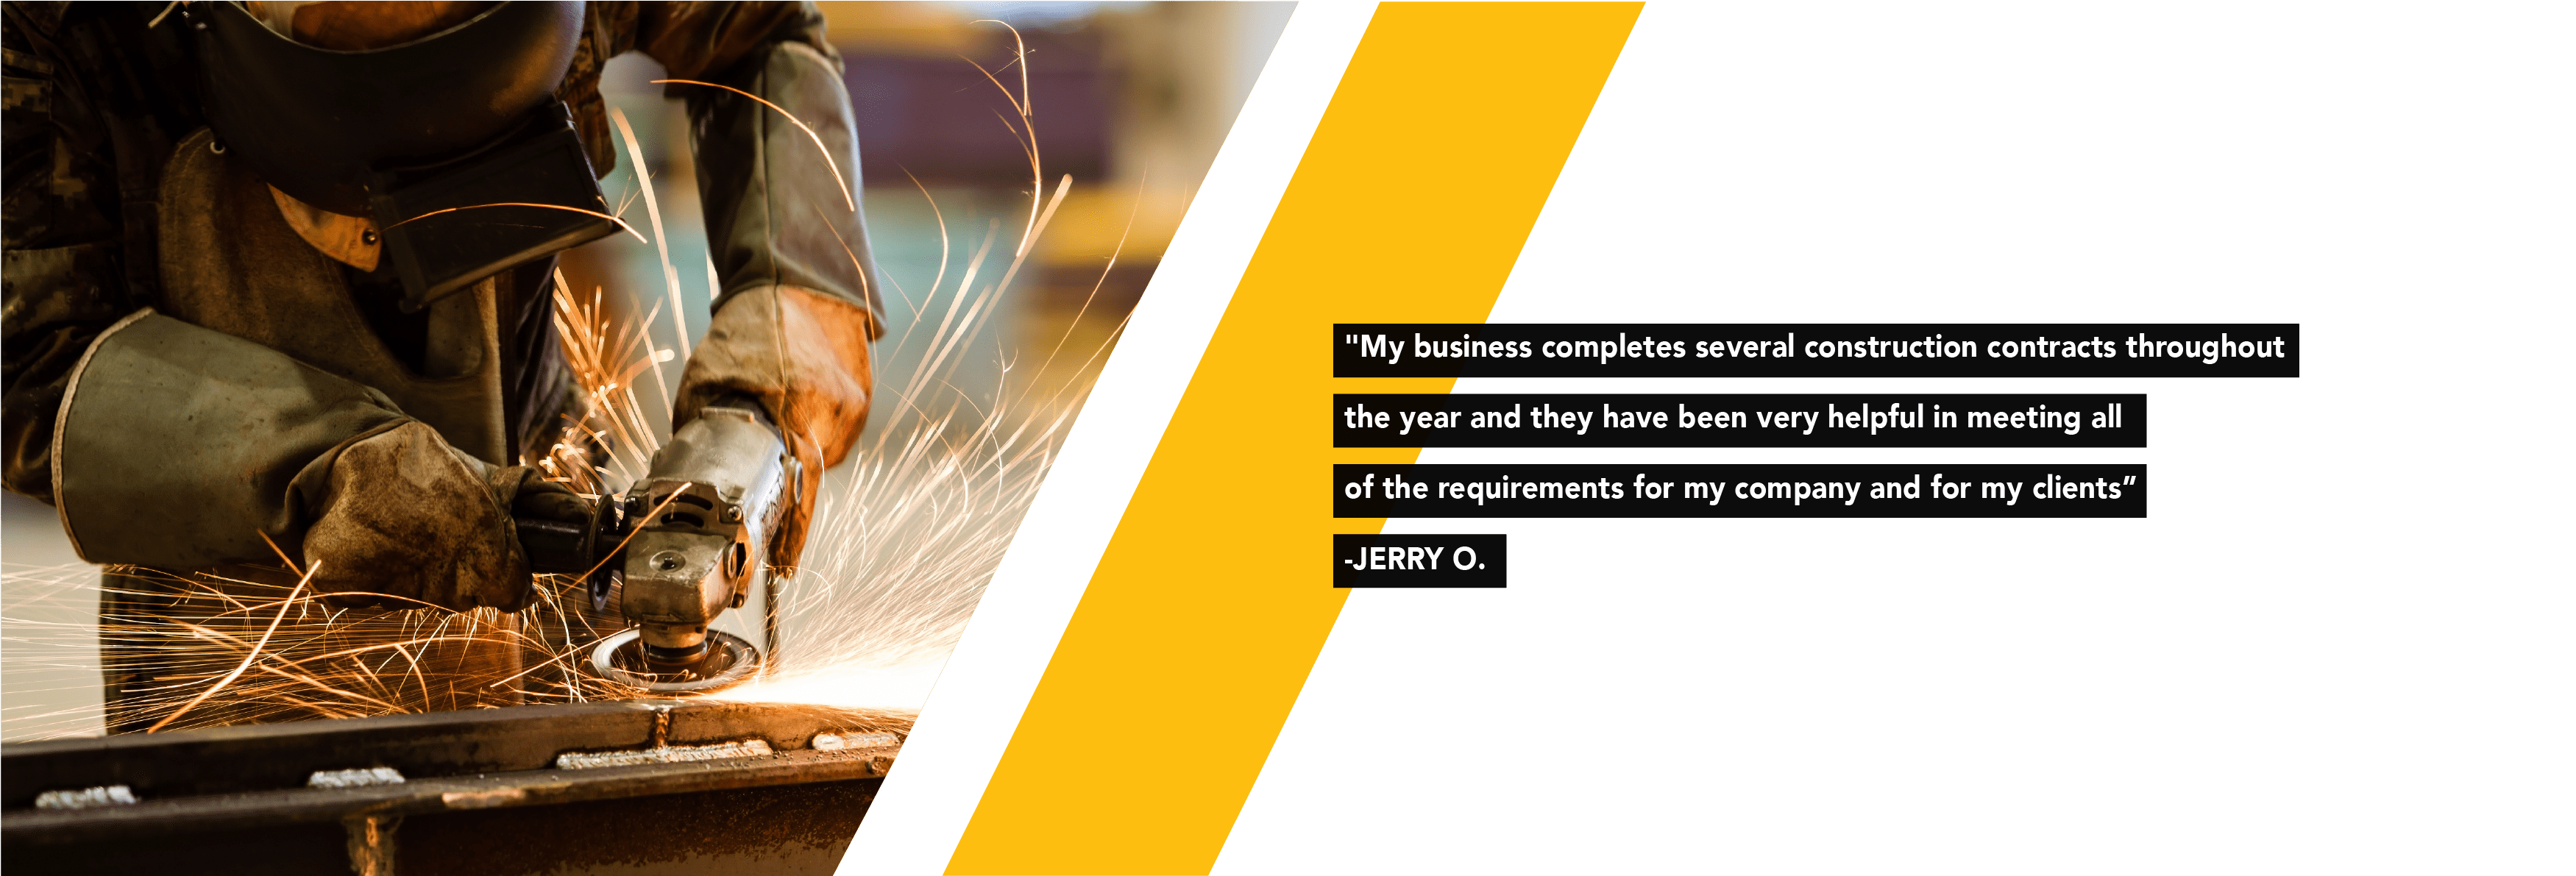 "My business completes several construction contracts throughout
the year and they have been very helpful in meeting all
of the requirements for my company and for my clients”
-JERRY O.